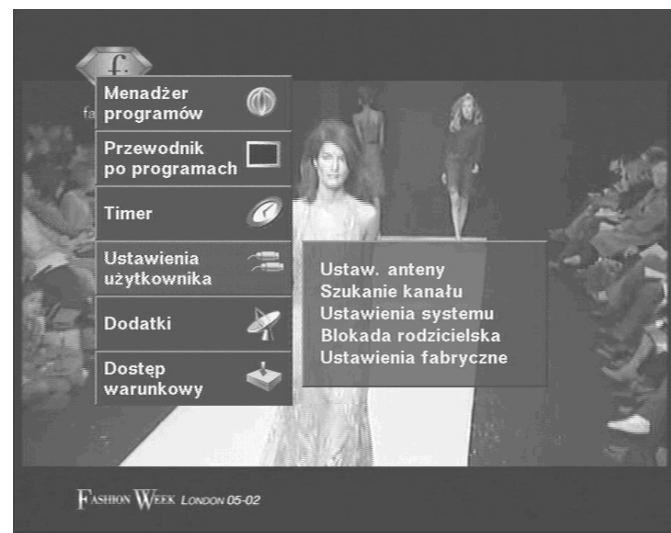 f.
fa
Menadżer
programów
Przewodnik
po programach
Timer
Ustawienia
użytkownika
Dodatki
Dostęp
warunkowy
Ustaw. anteny
Szukanie kanału
Ustawienia systemu
Blokada rodzicielska
Ustawienia fabryczne
FASHION WEEK LONDON 05-02